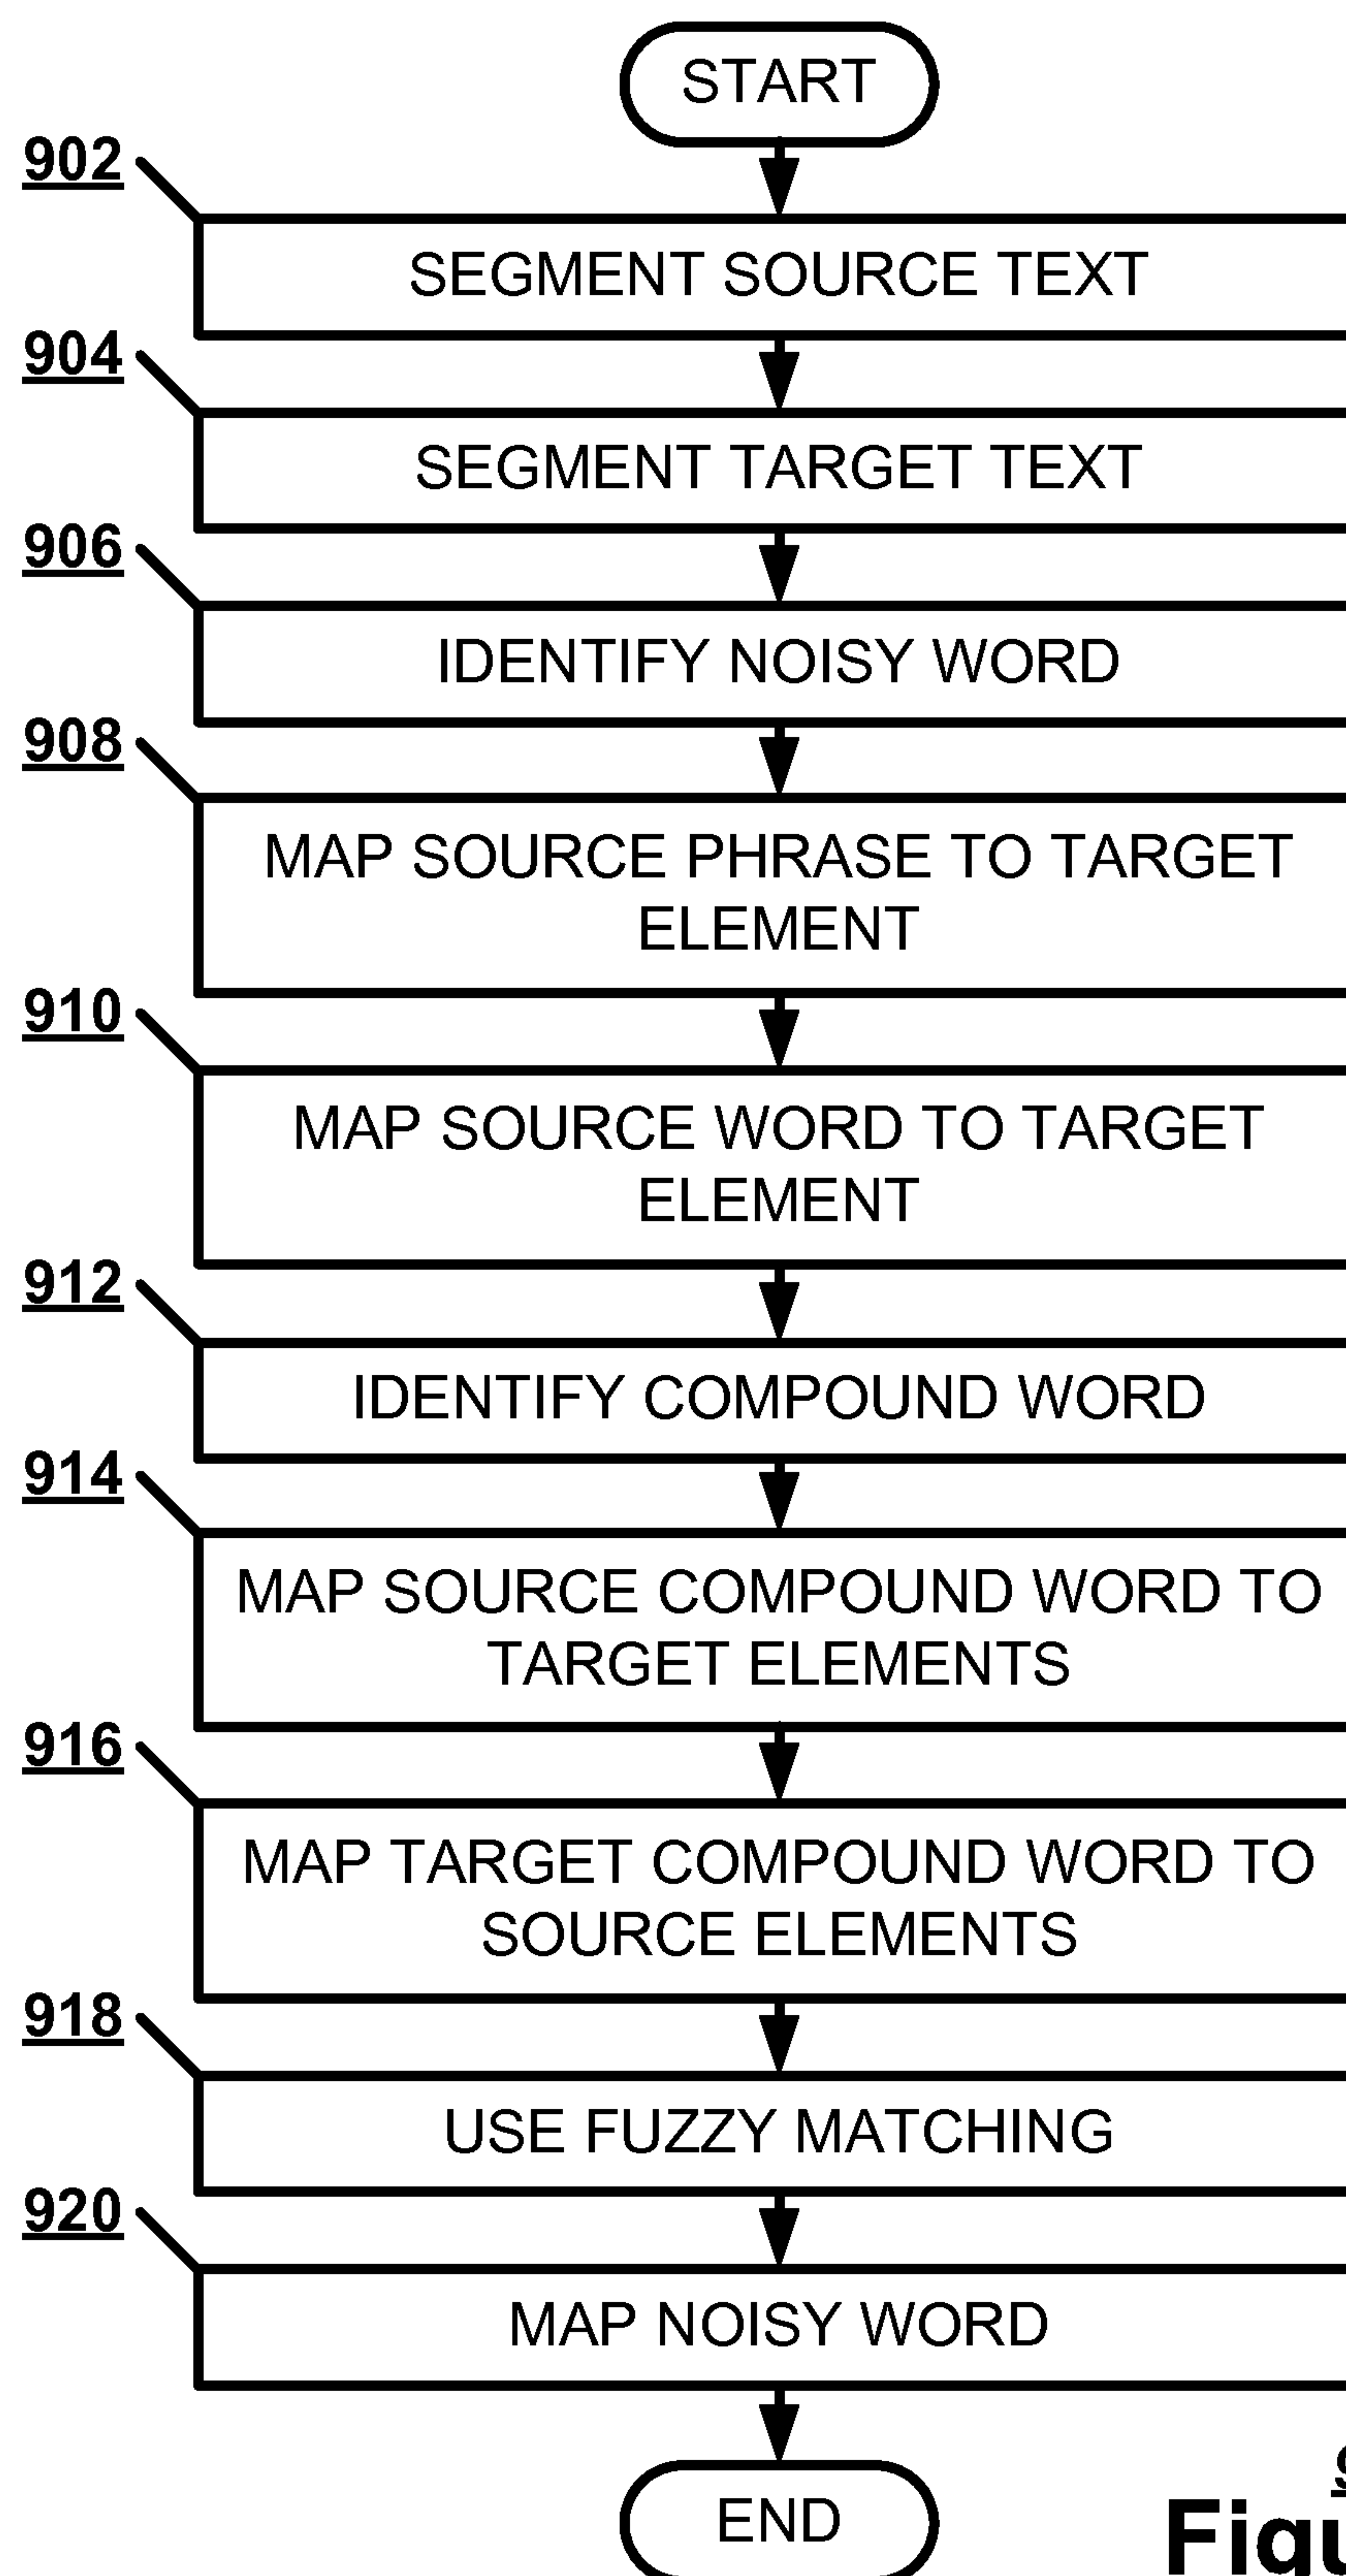 START
902
SEGMENT SOURCE TEXT
904
SEGMENT TARGET TEXT
906
IDENTIFY NOISY WORD
908
MAP SOURCE PHRASE TO TARGET
ELEMENT
910
MAP SOURCE WORD TO TARGET
ELEMENT
912
IDENTIFY COMPOUND WORD
914
MAP SOURCE COMPOUND WORD TO
TARGET ELEMENTS
916
MAP TARGET COMPOUND WORD TO
SOURCE ELEMENTS
918
USE FUZZY MATCHING
920
MAP NOISY WORD
END